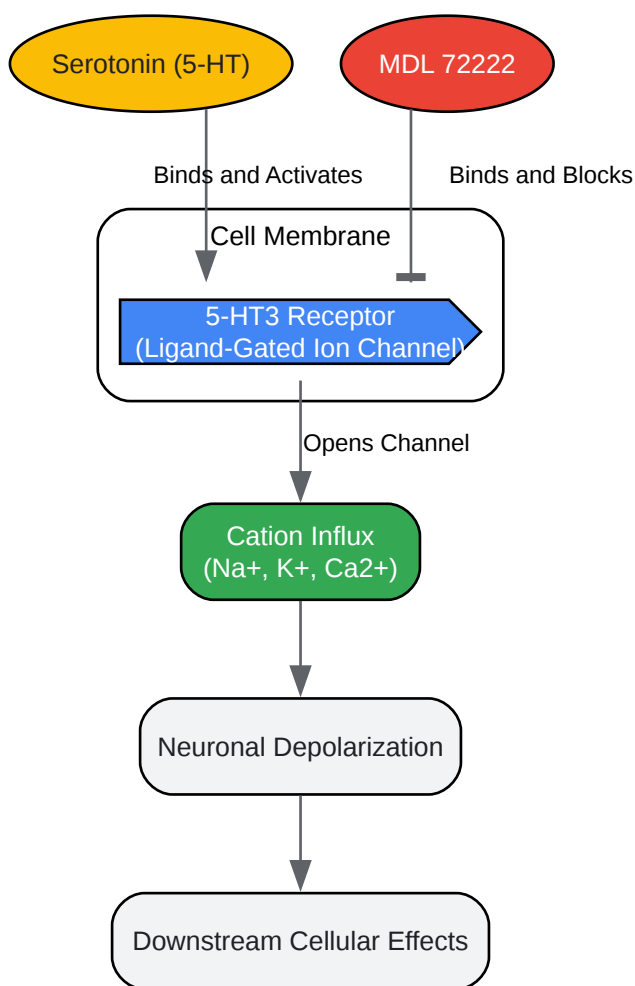 Serotonin (5-HT)
MDL 72222
Binds and Activates
Binds and Blocks
Cell Membrane
5-HT3 Receptor
(Ligand-Gated Ion Channel)
Opens Channel
Cation Influx
(Na+, K+, Ca2+)
Neuronal Depolarization
Downstream Cellular Effects